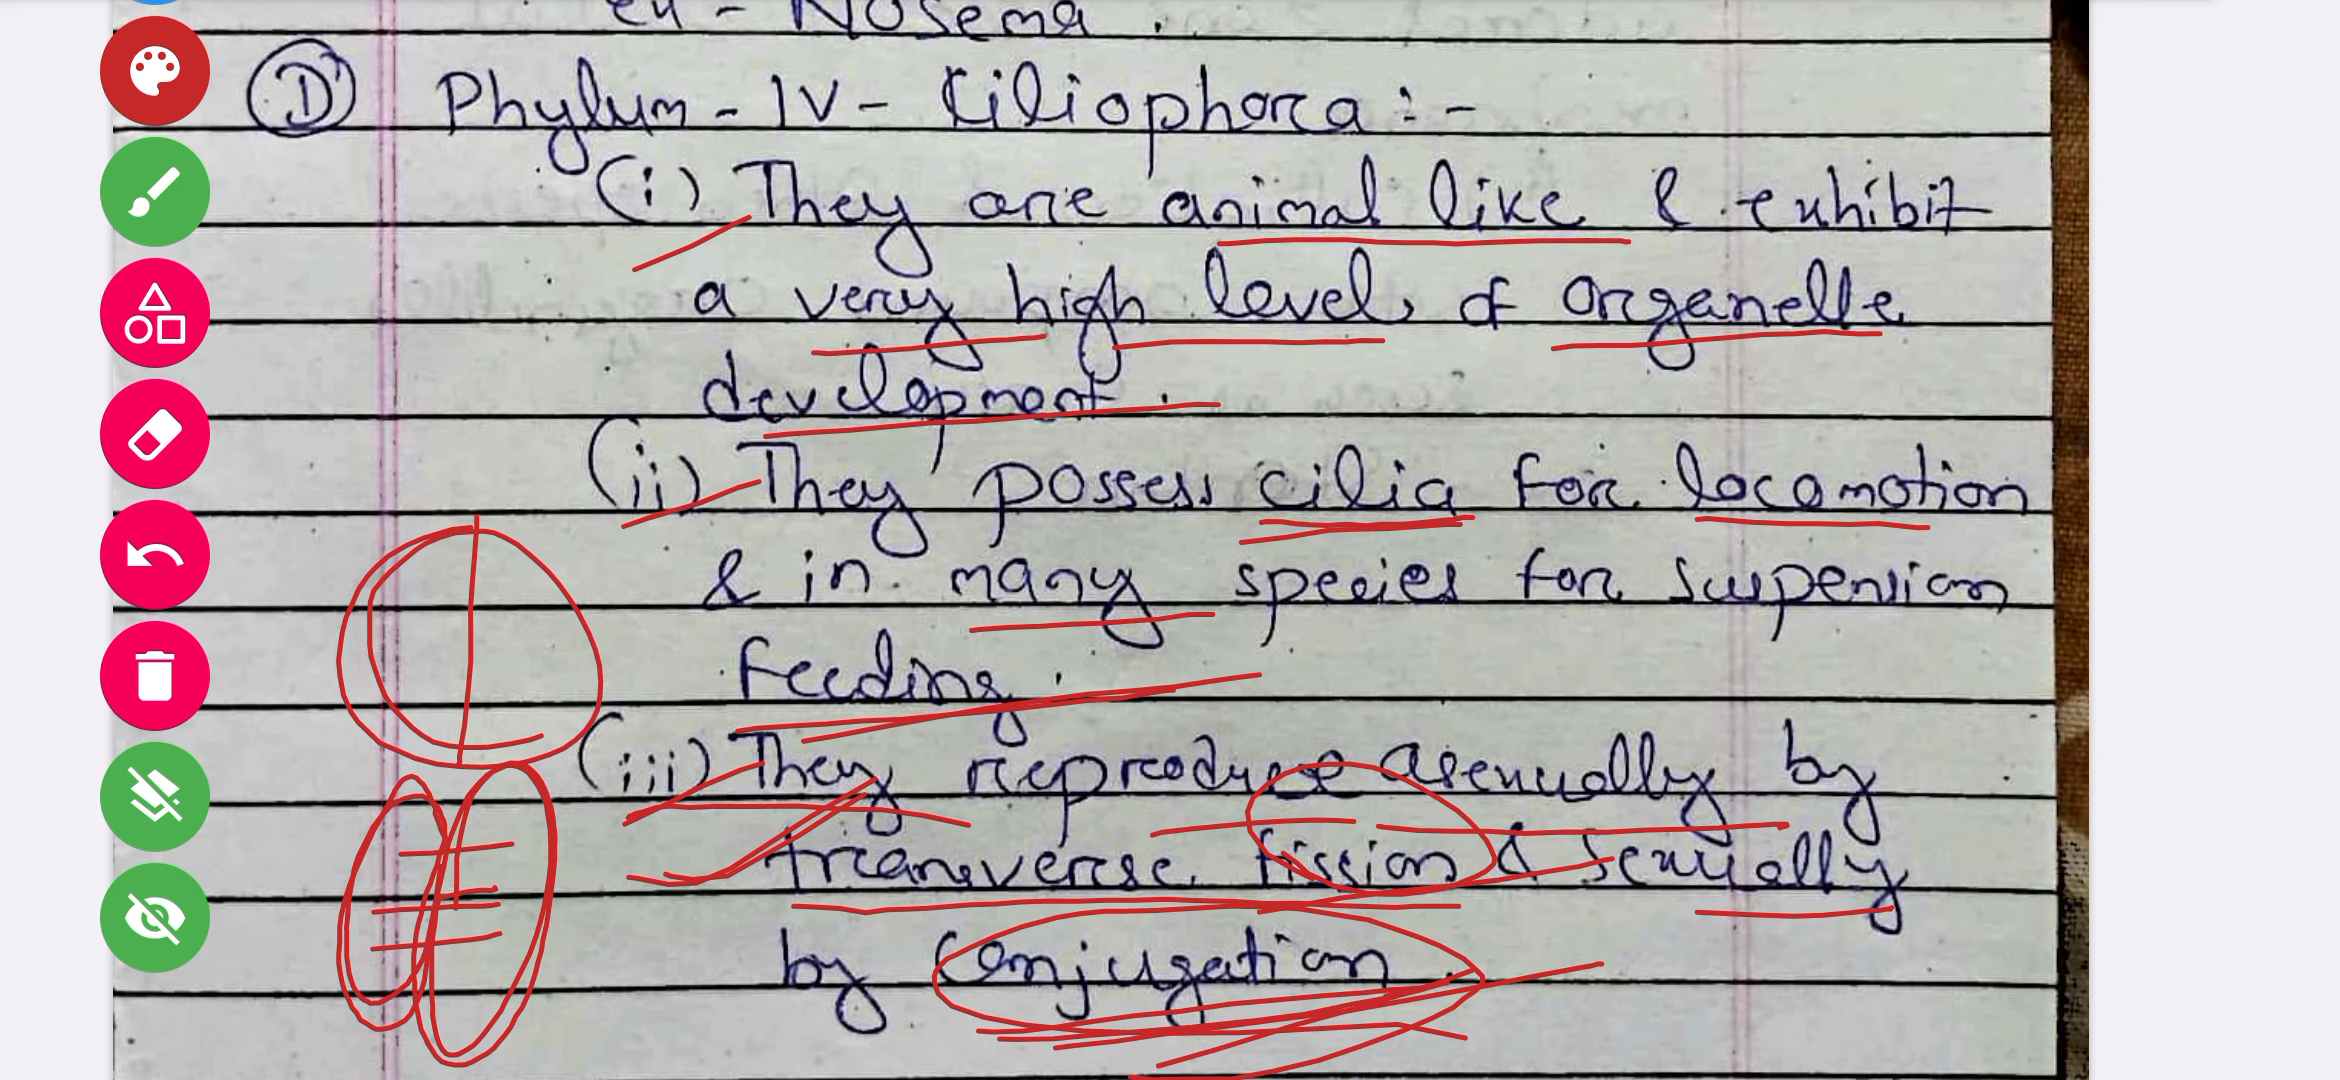 ex - Nosema.
(D) Phylum - IV - Ciliophora : -
(i) They are animal like & exhibit
a very high level of organelle
development.
(ii) They possess cilia for locomotion
& in many species for suspension
feeding.
(iii) They reproduce asexually by
transverse fission & sexually
by conjugation.